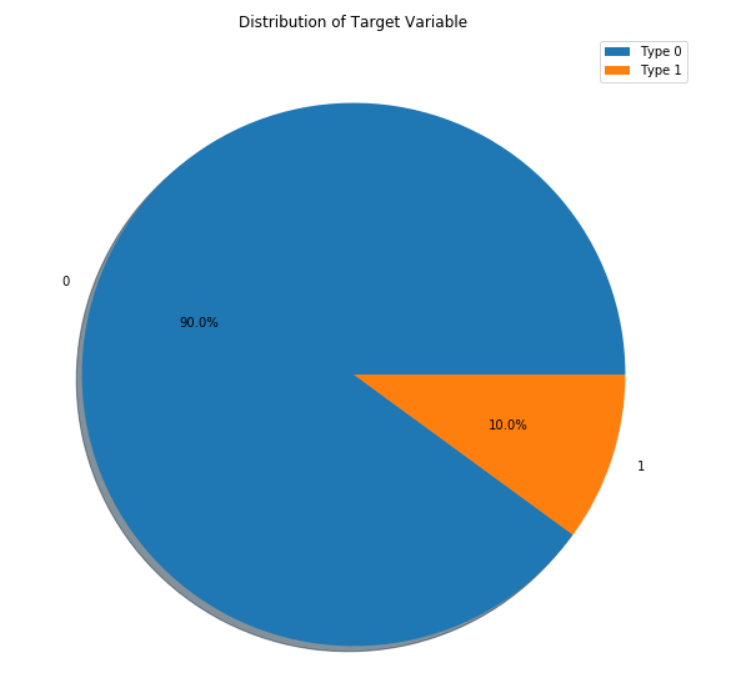 Distribution of Target Variable
Type 0
Type 1
0
90.0%
10.0%
1